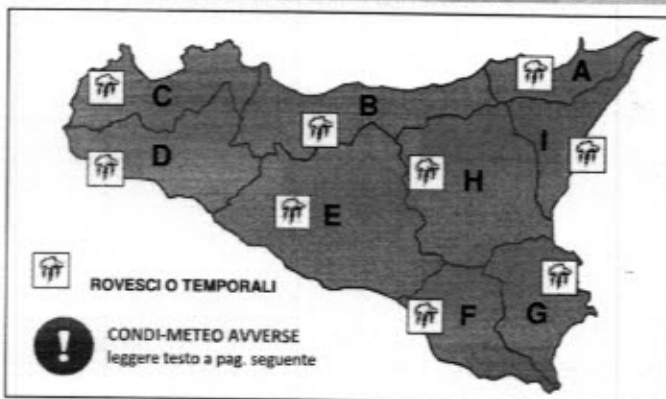 A
C
B
I
D
H
E
ROVESCI O TEMPORALI
F
G
CONDI-METEO AVVERSE
leggere testo a pag. seguente